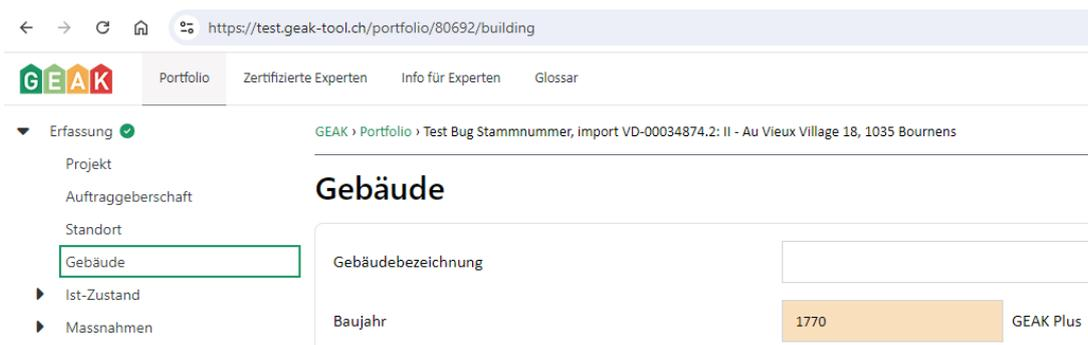 https://test.geak-tool.ch/portfolio/80692/building
GEAK
Portfolio
Zertifizierte Experten
Info für Experten
Glossar
Erfassung
Projekt
Auftraggeberschaft
Standort
Gebäude
Ist-Zustand
Massnahmen
GEAK › Portfolio › Test Bug Stammnummer, import VD-00034874.2: II - Au Vieux Village 18, 1035 Bournens
Gebäude
Gebäudebezeichnung
Baujahr
1770
GEAK Plus